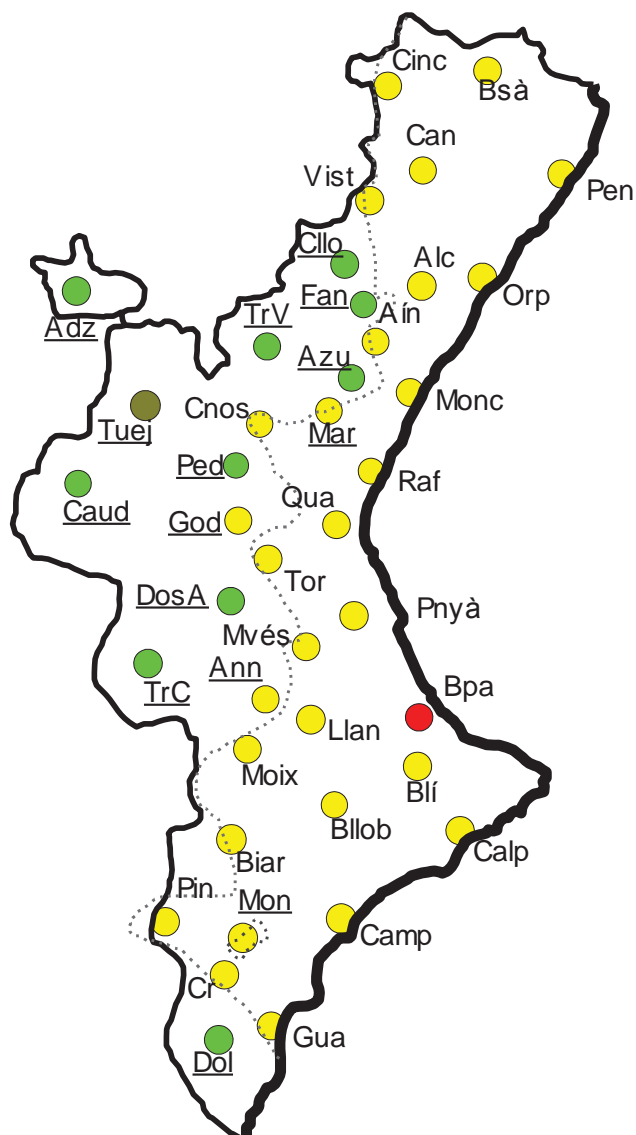 Cinc
Bsà
Can
Vist
Pen
Cllo
Alc
Orp
Fan
Adz
TrV
Aín
Azu
Monc
Cnos
Mar
Tuej
Ped
Raf
Caud
Qua
God
Tor
DosA
Pnyà
Mvés
Ann
TrC
Bpa
Llan
Moix
Blí
Bllob
Calp
Biar
Pin
Mon
Camp
Cr
Gua
Dol